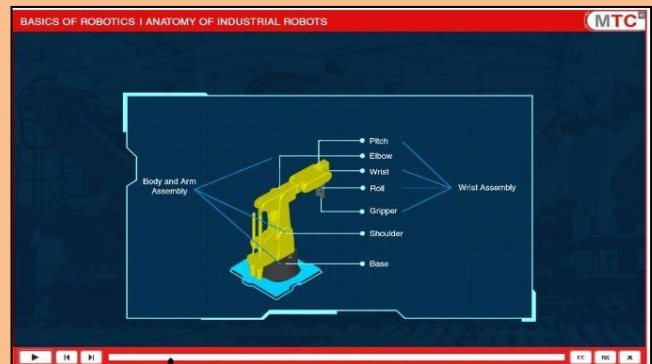 BASICS OF ROBOTICS I ANATOMY OF INDUSTRIAL ROBOTS
MTC
Pitch
Elbow
Wrist
Roll
Gripper
Shoulder
Base
Body and Arm
Assembly
Wrist Assembly
CC